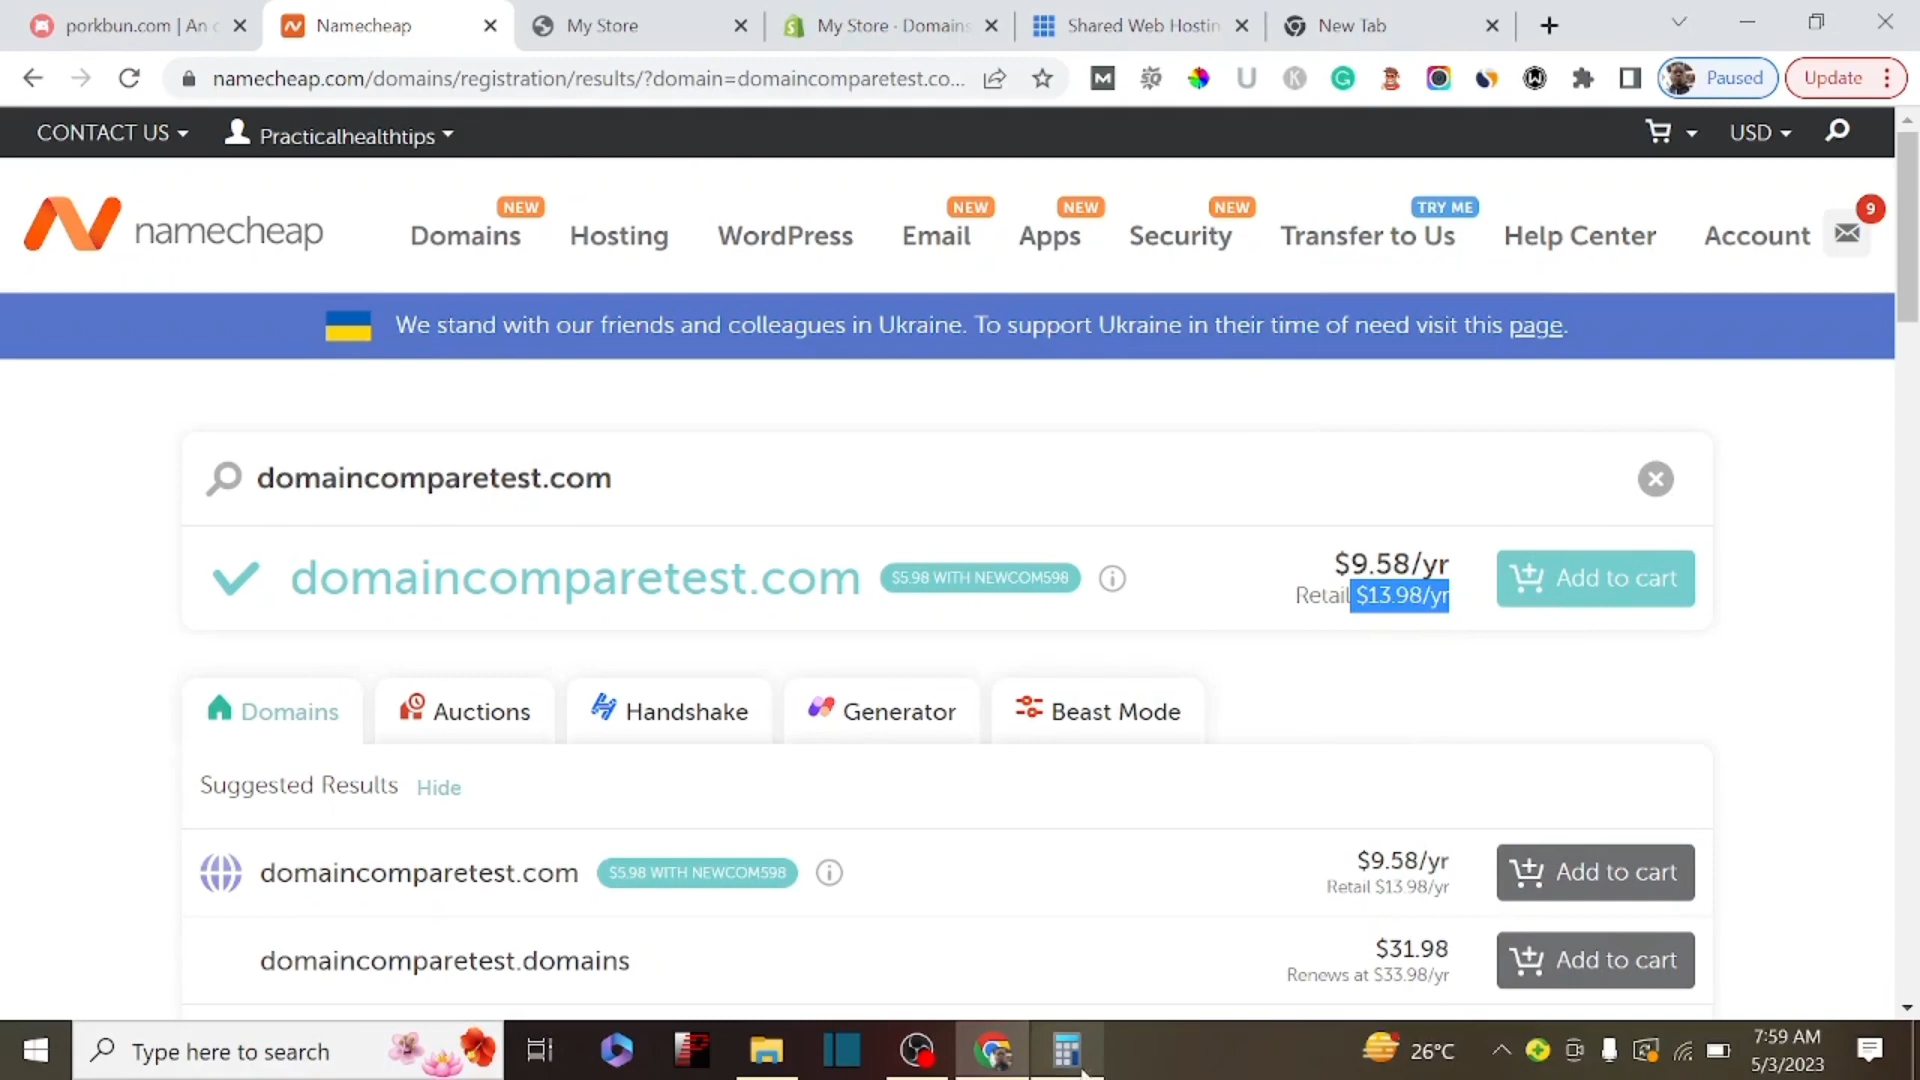 porkbun.com | An c
Namecheap
My Store
My Store · Domains
Shared Web Hostin
New Tab
namecheap.com/domains/registration/results/?domain=domaincomparetest.co...
Paused
Update
CONTACT US
Practicalhealthtips
USD
namecheap
NEW
Domains
Hosting
WordPress
NEW
Email
NEW
Apps
NEW
Security
TRY ME
Transfer to Us
Help Center
Account
9
We stand with our friends and colleagues in Ukraine. To support Ukraine in their time of need visit this page.
domaincomparetest.com
domaincomparetest.com
$5.98 WITH NEWCOM598
$9.58/yr
Retail $13.98/yr
Add to cart
Domains
Auctions
Handshake
Generator
Beast Mode
Suggested Results Hide
domaincomparetest.com
$5.98 WITH NEWCOM598
$9.58/yr
Retail $13.98/yr
Add to cart
domaincomparetest.domains
$31.98
Renews at $33.98/yr
Add to cart
Type here to search
26°C
7:59 AM
5/3/2023